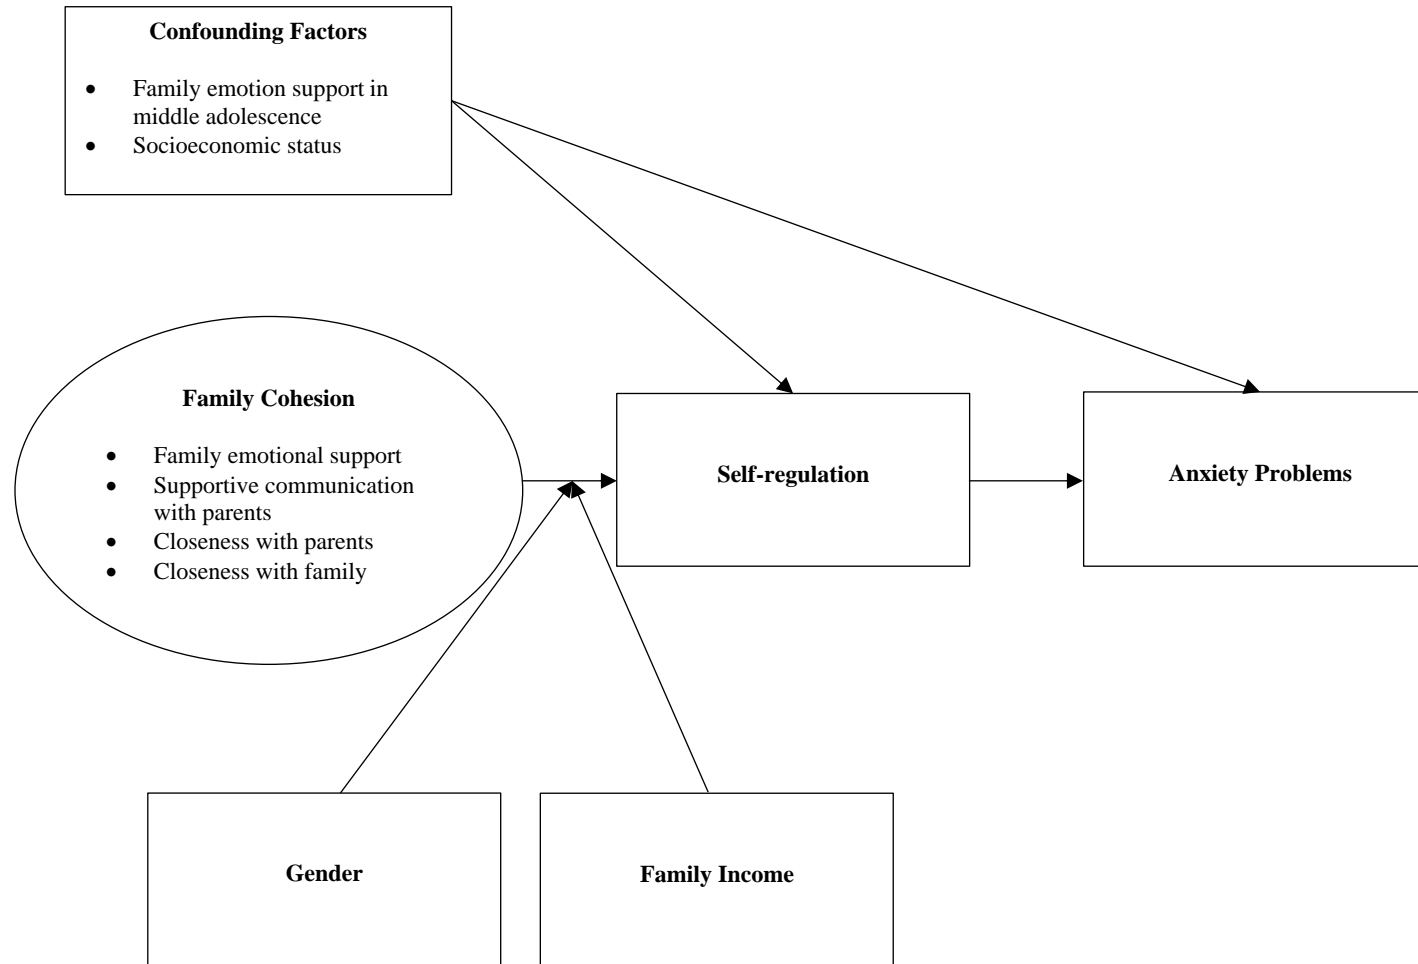 Confounding Factors
• Family emotion support in
middle adolescence
• Socioeconomic status
Family Cohesion
• Family emotional support
• Supportive communication
with parents
• Closeness with parents
• Closeness with family
Self-regulation
Anxiety Problems
Gender
Family Income